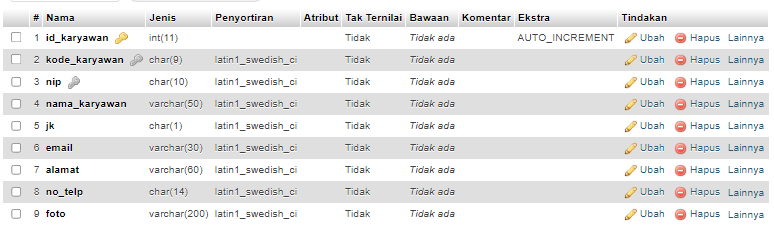 # Nama Jenis Penyortiran Atribut Tak Ternilai Bawaan Komentar Ekstra Tindakan
1 id_karyawan int(11) Tidak Tidak ada AUTO_INCREMENT Ubah Hapus Lainnya
2 kode_karyawan char(9) latin1_swedish_ci Tidak Tidak ada Ubah Hapus Lainnya
3 nip char(10) latin1_swedish_ci Tidak Tidak ada Ubah Hapus Lainnya
4 nama_karyawan varchar(50) latin1_swedish_ci Tidak Tidak ada Ubah Hapus Lainnya
5 jk char(1) latin1_swedish_ci Tidak Tidak ada Ubah Hapus Lainnya
6 email varchar(30) latin1_swedish_ci Tidak Tidak ada Ubah Hapus Lainnya
7 alamat varchar(60) latin1_swedish_ci Tidak Tidak ada Ubah Hapus Lainnya
8 no_telp char(14) latin1_swedish_ci Tidak Tidak ada Ubah Hapus Lainnya
9 foto varchar(200) latin1_swedish_ci Tidak Tidak ada Ubah Hapus Lainnya